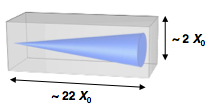 ~ 2 X₀
~ 22 X₀